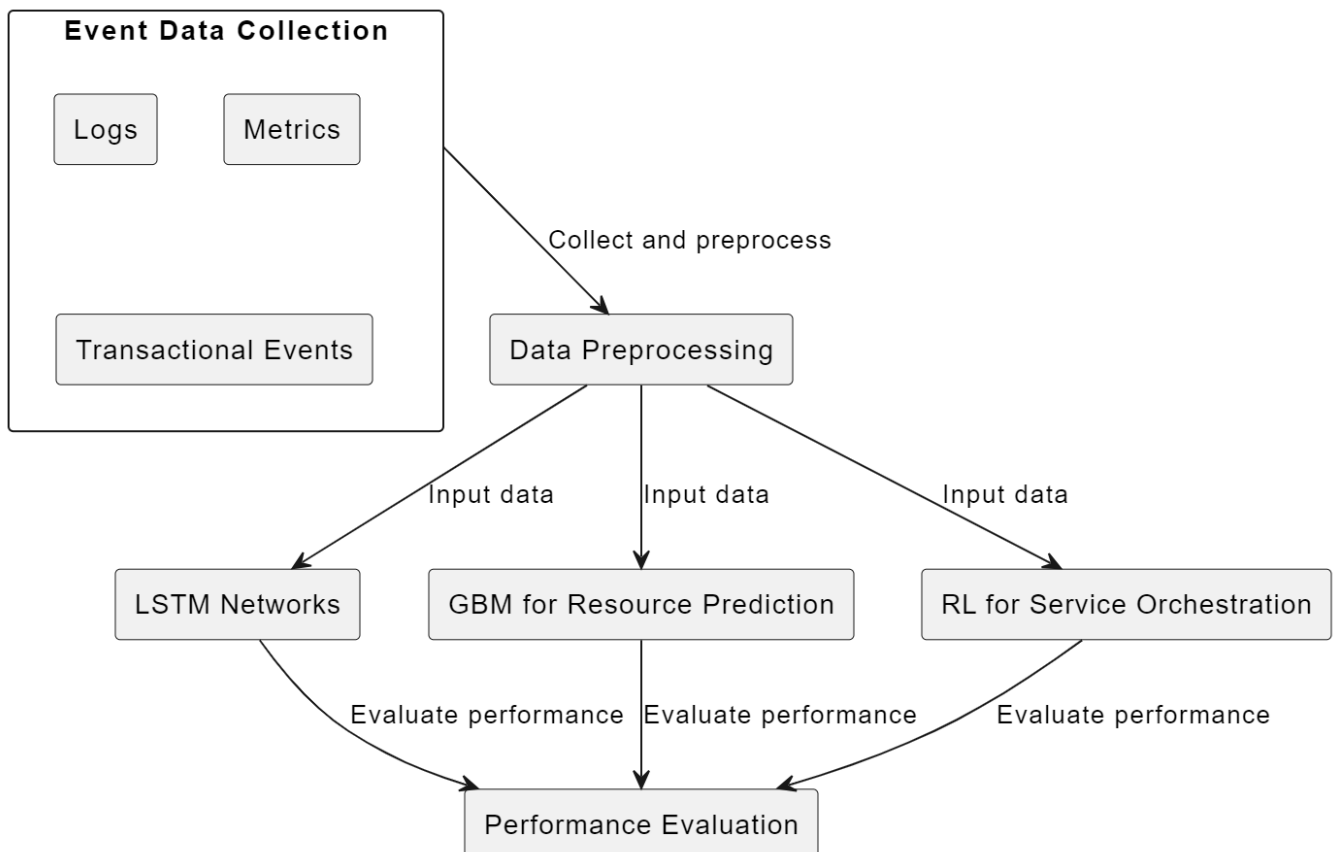 Event Data Collection
Logs
Metrics
Collect and preprocess
Transactional Events
Data Preprocessing
Input data
Input data
Input data
LSTM Networks
GBM for Resource Prediction
RL for Service Orchestration
Evaluate performance
Evaluate performance
Evaluate performance
Performance Evaluation